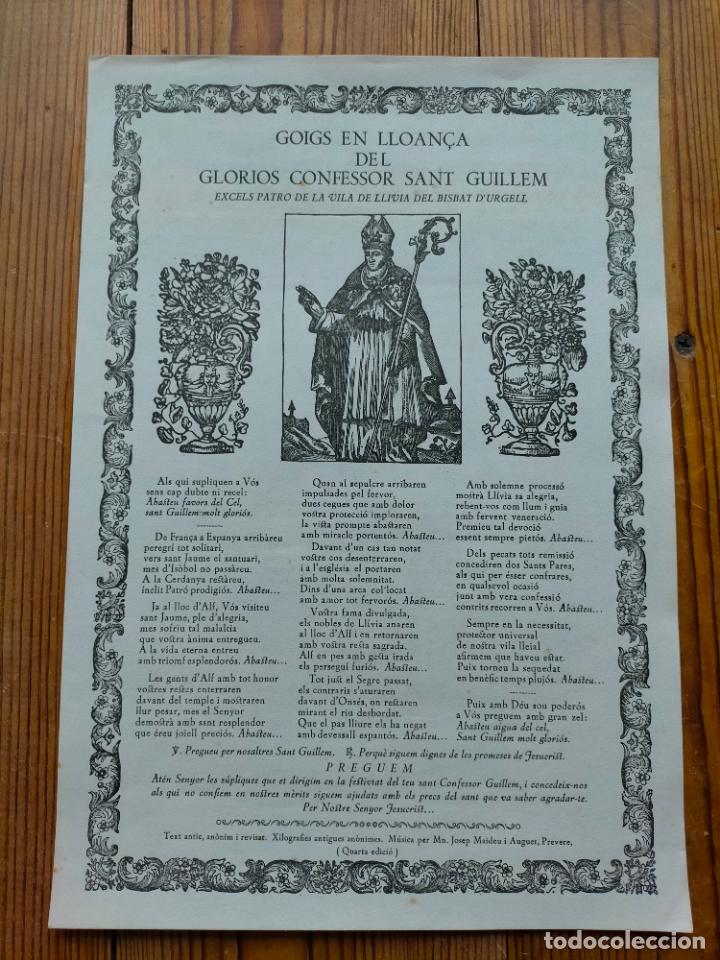 GOIGS EN LLOANÇA
DEL
GLORIOS CONFESSOR SANT GUILLEM
EXCELS PATRO DE LA VILA DE LLIVIA DEL BISBAT D'URGELL
Als qui supliquen a Vós
sens cap dubte ni recel:
Abasteu favors del Cel,
sant Guillem molt gloriós.
De França a Espanya arribàreu
peregrí tot solitari,
vers sant Jaume el santuari,
mes d'Isòbol no passàreu.
A la Cerdanya restàreu,
ínclit Patró prodigiós. Abasteu...
Ja al lloc d'Alf, Vós visiteu
sant Jaume, ple d'alegria,
mes sofriu tal malaltia
que vostra ànima entregueu.
A la vida eterna entreu
amb triomf esplendorós. Abasteu...
Les gents d'Alf amb tot honor
vostres restes enterraren
davant del temple i mostraren
llur pesar, mes el Senyor
demostrà amb sant resplendor
que éreu joiell preciós. Abasteu...
Quan al sepulcre arribaren
impulsades pel fervor,
dues cegues que amb dolor
vostra protecció imploraren,
la vista prompte abastaren
amb miracle portentós. Abasteu...
Davant d'un cas tan notat
vostre cos desenterraren,
i a l'església el portaren
amb molta solemnitat.
Dins d'una arca col·locat
amb amor tot fervorós. Abasteu...
Vostra fama divulgada,
els nobles de Llívia anaren
al lloc d'Alf i en retornaren
amb vostra resta sagrada.
Alf en pes amb gesta irada
els perseguí furiós. Abasteu...
Tot just el Segre passat,
els contraris s'aturaren
davant d'Onsés, on restaren
mirant el riu desbordat.
Que el pas lliure els ha negat
amb devessall espantós. Abasteu...
Amb solemne processó
mostrà Llívia sa alegria,
rebent-vos com llum i guia
amb fervent veneració.
Premieu tal devoció
essent sempre pietós. Abasteu...
Dels pecats tots remissió
concediren dos Sants Pares,
als qui per ésser confrares,
en qualsevol ocasió
junt amb vera confessió
contrits recorren a Vós. Abasteu...
Sempre en la necessitat,
protector universal
de nostra vila lleial
afirmem que haveu estat.
Puix torneu la sequedat
en benèfic temps plujós. Abasteu...
Puix amb Déu sou poderós
a Vós preguem amb gran zel:
Abasteu aigua del cel,
Sant Guillem molt gloriós.
℣. Pregueu per nosaltres Sant Guillem. ℟. Perquè siguem dignes de les promeses de Jesucrist.
PREGUEM
Atén Senyor les súpliques que et dirigim en la festivitat del teu sant Confessor Guillem, i concedeix-nos
als qui no confiem en nostres mèrits siguem ajudats amb els precs del sant que va saber agradar-te.
Per Nostre Senyor Jesucrist...
Text antic, anònim i revisat. Xilografies antigues anònimes. Música per Mn. Josep Maideu i Auguet, Prevere,
(Quarta edició)
todocoleccion
todocoleccion.net